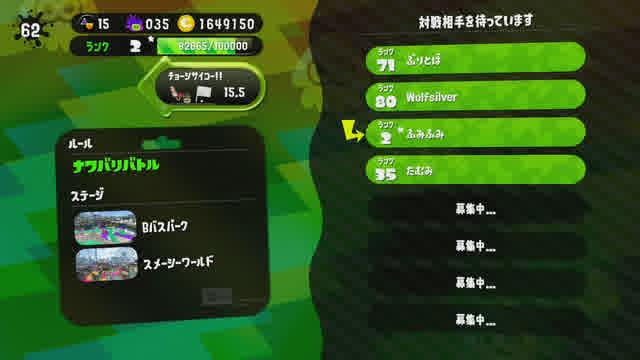 62
15
035
1649150
ランク 2 82865/100000
チョーシサイコー!!
15.5
ルール
ナワバリバトル
ステージ
Bバスパーク
スメーシーワールド
対戦相手を待っています
ランク 71 ぷりとぱ
ランク 80 Wolfsilver
ランク 2 ふみふみ
ランク 35 たむみ
募集中...
募集中...
募集中...
募集中...